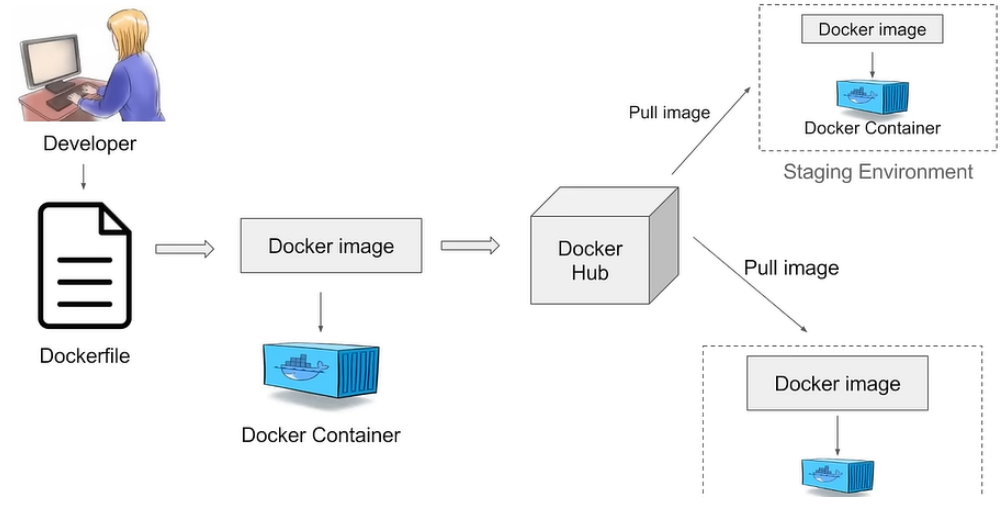 Developer
Dockerfile
Docker image
Docker Container
Docker
Hub
Pull image
Docker image
Docker Container
Staging Environment
Pull image
Docker image